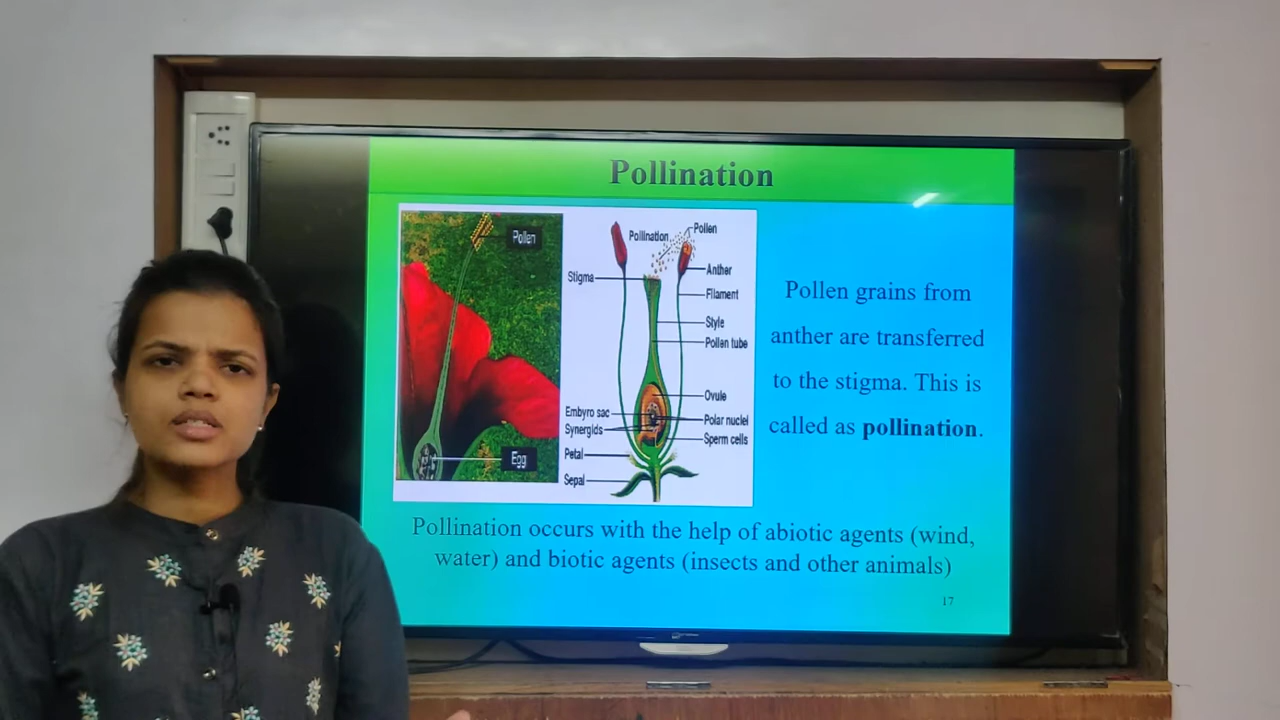 Pollination
Pollen
Egg
Pollination
Pollen
Stigma
Anther
Filament
Style
Pollen tube
Ovule
Embyro sac
Polar nuclei
Synergids
Sperm cells
Petal
Sepal
Pollen grains from
anther are transferred
to the stigma. This is
called as pollination.
Pollination occurs with the help of abiotic agents (wind,
water) and biotic agents (insects and other animals)
17